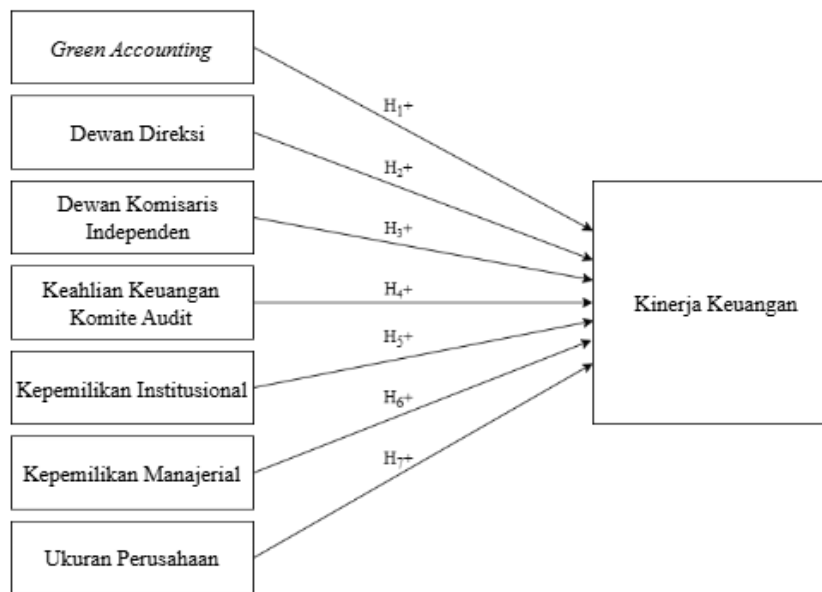 Green Accounting
H₁+
Dewan Direksi
H₂+
Dewan Komisaris
Independen
H₃+
Keahlian Keuangan
Komite Audit
H₄+
Kinerja Keuangan
H₅+
Kepemilikan Institusional
H₆+
Kepemilikan Manajerial
H₇+
Ukuran Perusahaan